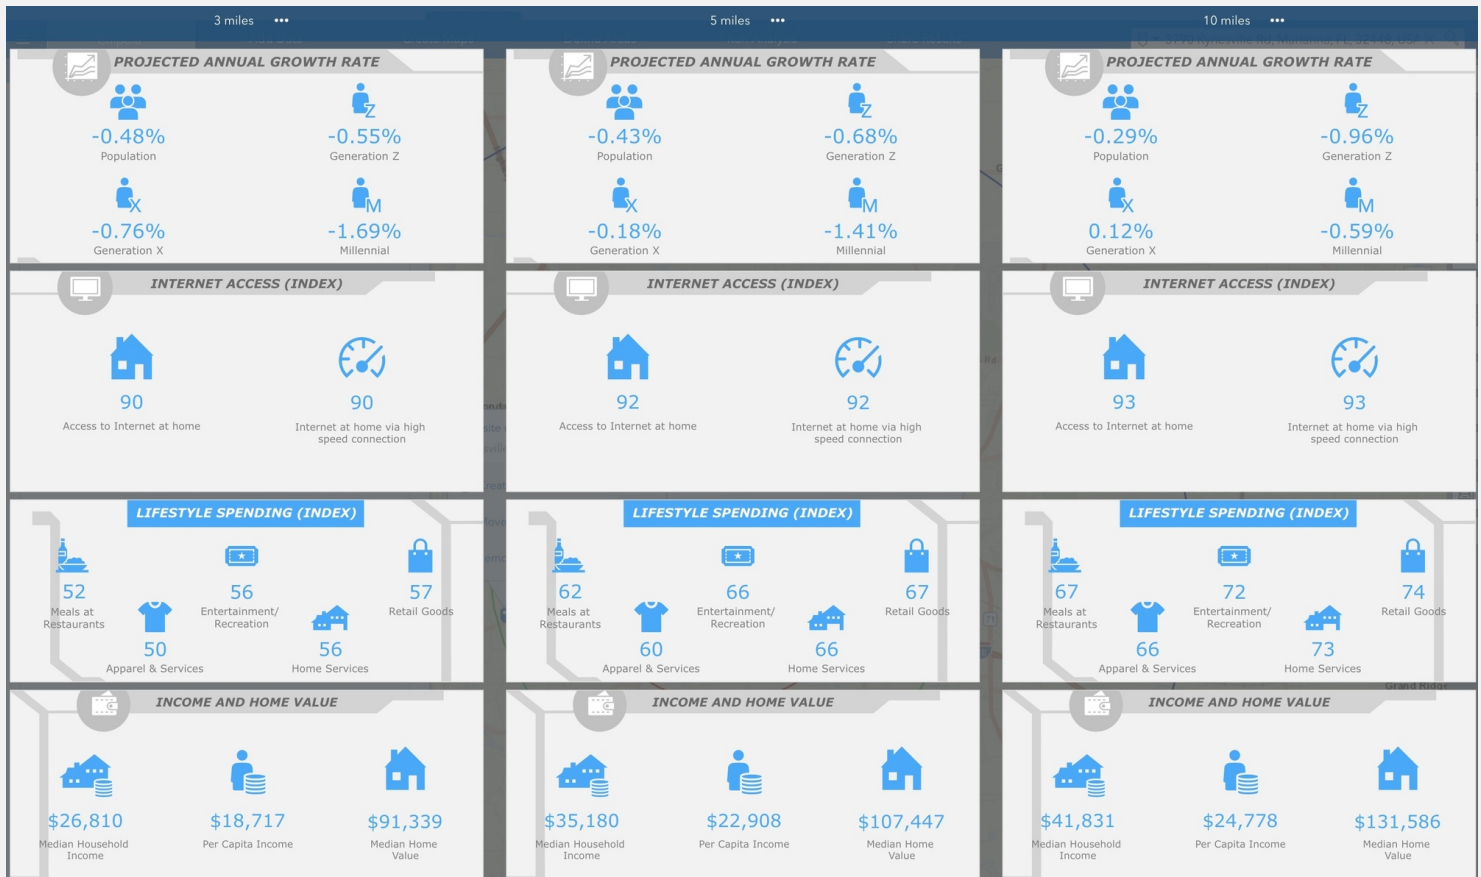 3 miles •••
PROJECTED ANNUAL GROWTH RATE
-0.48%
Population
-0.55%
Generation Z
-0.76%
Generation X
-1.69%
Millennial
INTERNET ACCESS (INDEX)
90
Access to Internet at home
90
Internet at home via high
speed connection
LIFESTYLE SPENDING (INDEX)
52
Meals at
Restaurants
56
Entertainment/
Recreation
57
Retail Goods
50
Apparel & Services
56
Home Services
INCOME AND HOME VALUE
$26,810
Median Household
Income
$18,717
Per Capita Income
$91,339
Median Home
Value
5 miles •••
PROJECTED ANNUAL GROWTH RATE
-0.43%
Population
-0.68%
Generation Z
-0.18%
Generation X
-1.41%
Millennial
INTERNET ACCESS (INDEX)
92
Access to Internet at home
92
Internet at home via high
speed connection
LIFESTYLE SPENDING (INDEX)
62
Meals at
Restaurants
66
Entertainment/
Recreation
67
Retail Goods
60
Apparel & Services
66
Home Services
INCOME AND HOME VALUE
$35,180
Median Household
Income
$22,908
Per Capita Income
$107,447
Median Home
Value
10 miles •••
PROJECTED ANNUAL GROWTH RATE
-0.29%
Population
-0.96%
Generation Z
0.12%
Generation X
-0.59%
Millennial
INTERNET ACCESS (INDEX)
93
Access to Internet at home
93
Internet at home via high
speed connection
LIFESTYLE SPENDING (INDEX)
67
Meals at
Restaurants
72
Entertainment/
Recreation
74
Retail Goods
66
Apparel & Services
73
Home Services
Grand Ridge
INCOME AND HOME VALUE
$41,831
Median Household
Income
$24,778
Per Capita Income
$131,586
Median Home
Value